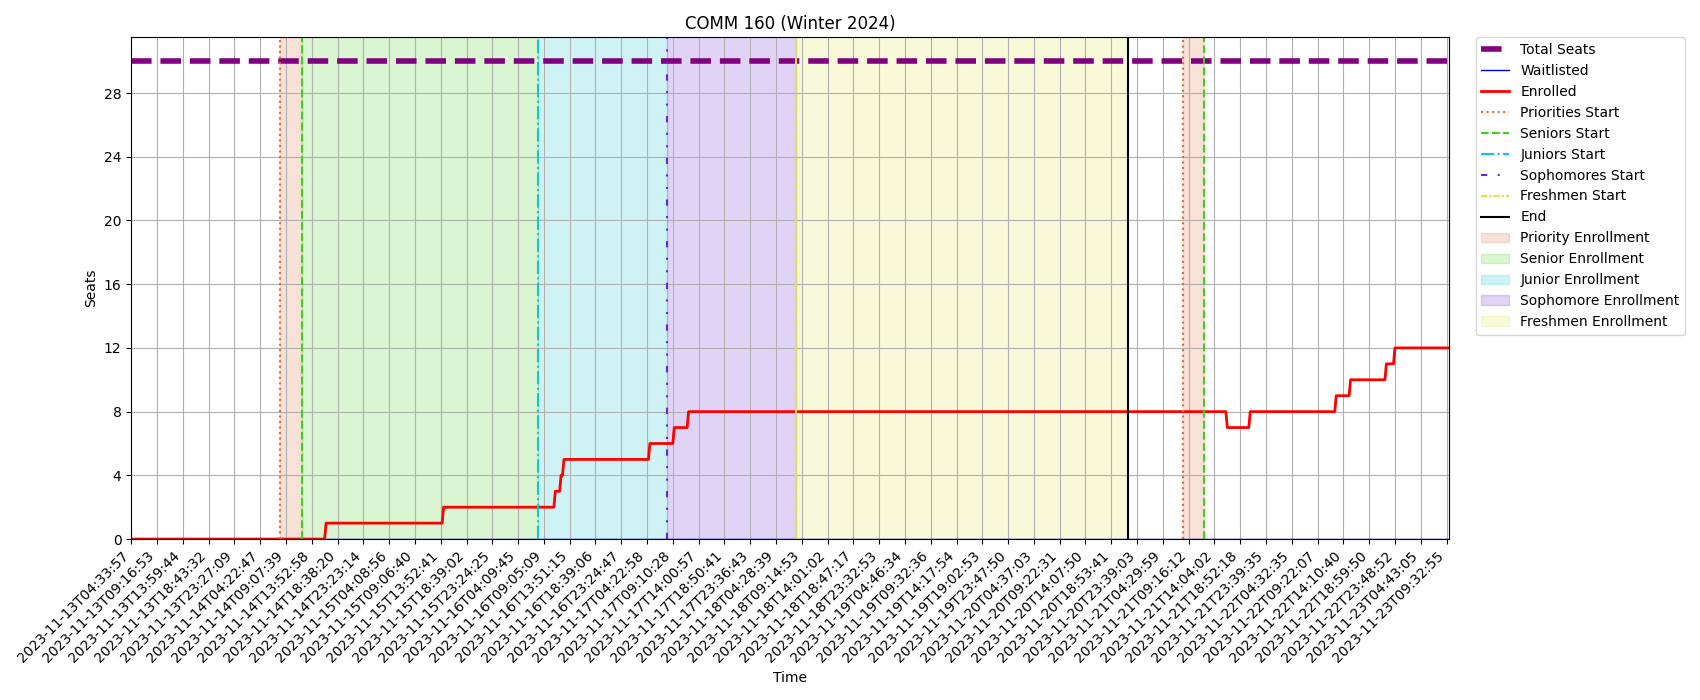 COMM 160 (Winter 2024)
Seats
28
24
20
16
12
8
4
0
2023-11-13T04:33:57
2023-11-13T09:16:53
2023-11-13T13:59:44
2023-11-13T18:43:32
2023-11-13T23:27:09
2023-11-14T04:22:47
2023-11-14T09:07:39
2023-11-14T13:52:58
2023-11-14T18:38:20
2023-11-14T23:23:14
2023-11-15T04:08:56
2023-11-15T09:06:40
2023-11-15T13:52:41
2023-11-15T18:39:02
2023-11-15T23:24:25
2023-11-16T04:09:45
2023-11-16T09:05:09
2023-11-16T13:51:15
2023-11-16T18:39:06
2023-11-16T23:24:47
2023-11-17T04:22:58
2023-11-17T09:10:28
2023-11-17T14:00:57
2023-11-17T18:50:41
2023-11-17T23:36:43
2023-11-18T04:28:39
2023-11-18T09:14:53
2023-11-18T14:01:02
2023-11-18T18:47:17
2023-11-18T23:32:53
2023-11-19T04:46:34
2023-11-19T09:32:36
2023-11-19T14:17:54
2023-11-19T19:02:53
2023-11-19T23:47:50
2023-11-20T04:37:03
2023-11-20T09:22:31
2023-11-20T14:07:50
2023-11-20T18:53:41
2023-11-20T23:39:03
2023-11-21T04:29:59
2023-11-21T09:16:12
2023-11-21T14:04:02
2023-11-21T18:52:18
2023-11-21T23:39:35
2023-11-22T04:32:35
2023-11-22T09:22:07
2023-11-22T14:10:40
2023-11-22T18:59:50
2023-11-22T23:48:52
2023-11-23T04:43:05
2023-11-23T09:32:55
Time
Total Seats
Waitlisted
Enrolled
Priorities Start
Seniors Start
Juniors Start
Sophomores Start
Freshmen Start
End
Priority Enrollment
Senior Enrollment
Junior Enrollment
Sophomore Enrollment
Freshmen Enrollment